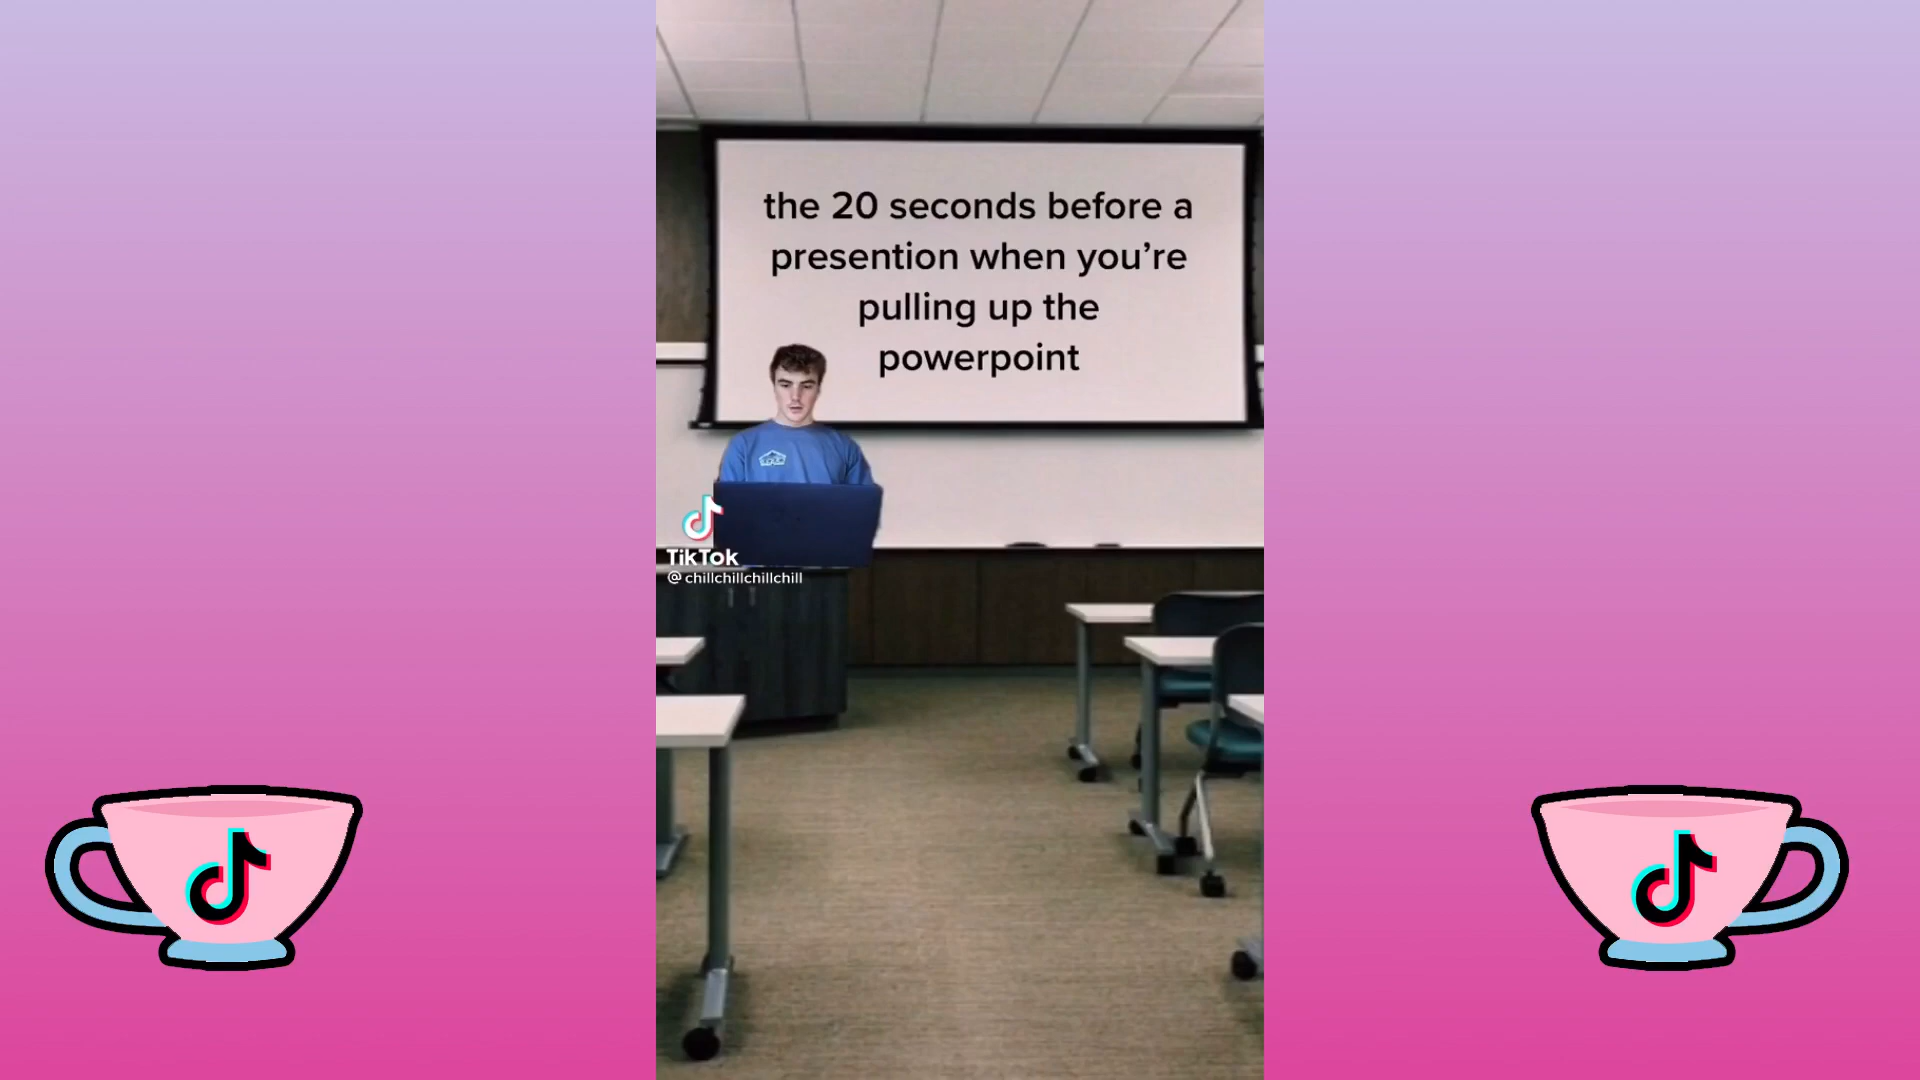 the 20 seconds before a
presention when you’re
pulling up the
powerpoint
TikTok
@chillchillchillchill